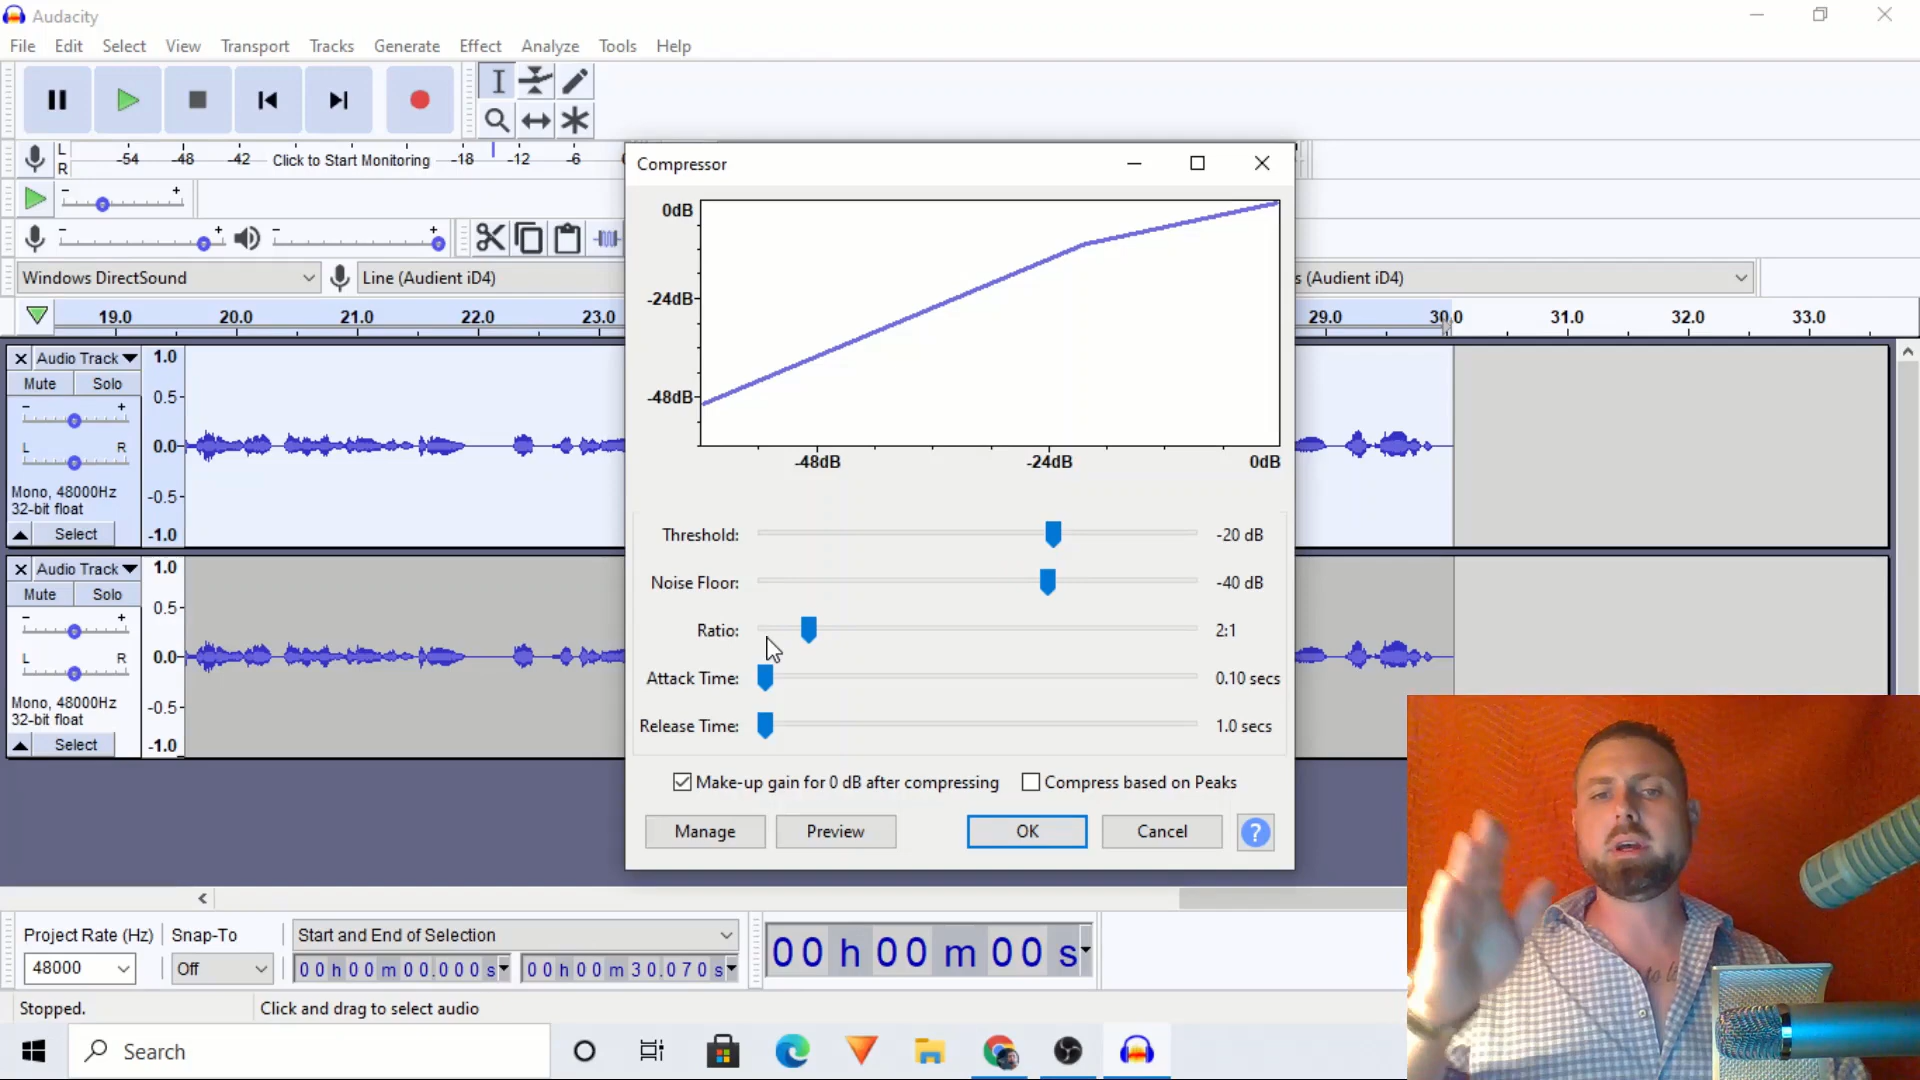 Audacity
File Edit Select View Transport Tracks Generate Effect Analyze Tools Help
L
R
-54 -48 -42 Click to Start Monitoring -18 -12 -6
Windows DirectSound
Line (Audient iD4)
s (Audient iD4)
19.0 20.0 21.0 22.0 23.0 29.0 30.0 31.0 32.0 33.0
Audio Track
Mute Solo
L R
Mono, 48000Hz
32-bit float
Select
1.0
0.5
0.0
-0.5
-1.0
Audio Track
Mute Solo
L R
Mono, 48000Hz
32-bit float
Select
1.0
0.5
0.0
-0.5
-1.0
Compressor
0dB
-24dB
-48dB
-48dB -24dB 0dB
Threshold: -20 dB
Noise Floor: -40 dB
Ratio: 2:1
Attack Time: 0.10 secs
Release Time: 1.0 secs
Make-up gain for 0 dB after compressing Compress based on Peaks
Manage Preview OK Cancel ?
Project Rate (Hz) Snap-To Start and End of Selection
48000 Off 00 h 00 m 00.000 s 00 h 00 m 30.070 s
00 h 00 m 00 s
Stopped. Click and drag to select audio
Search